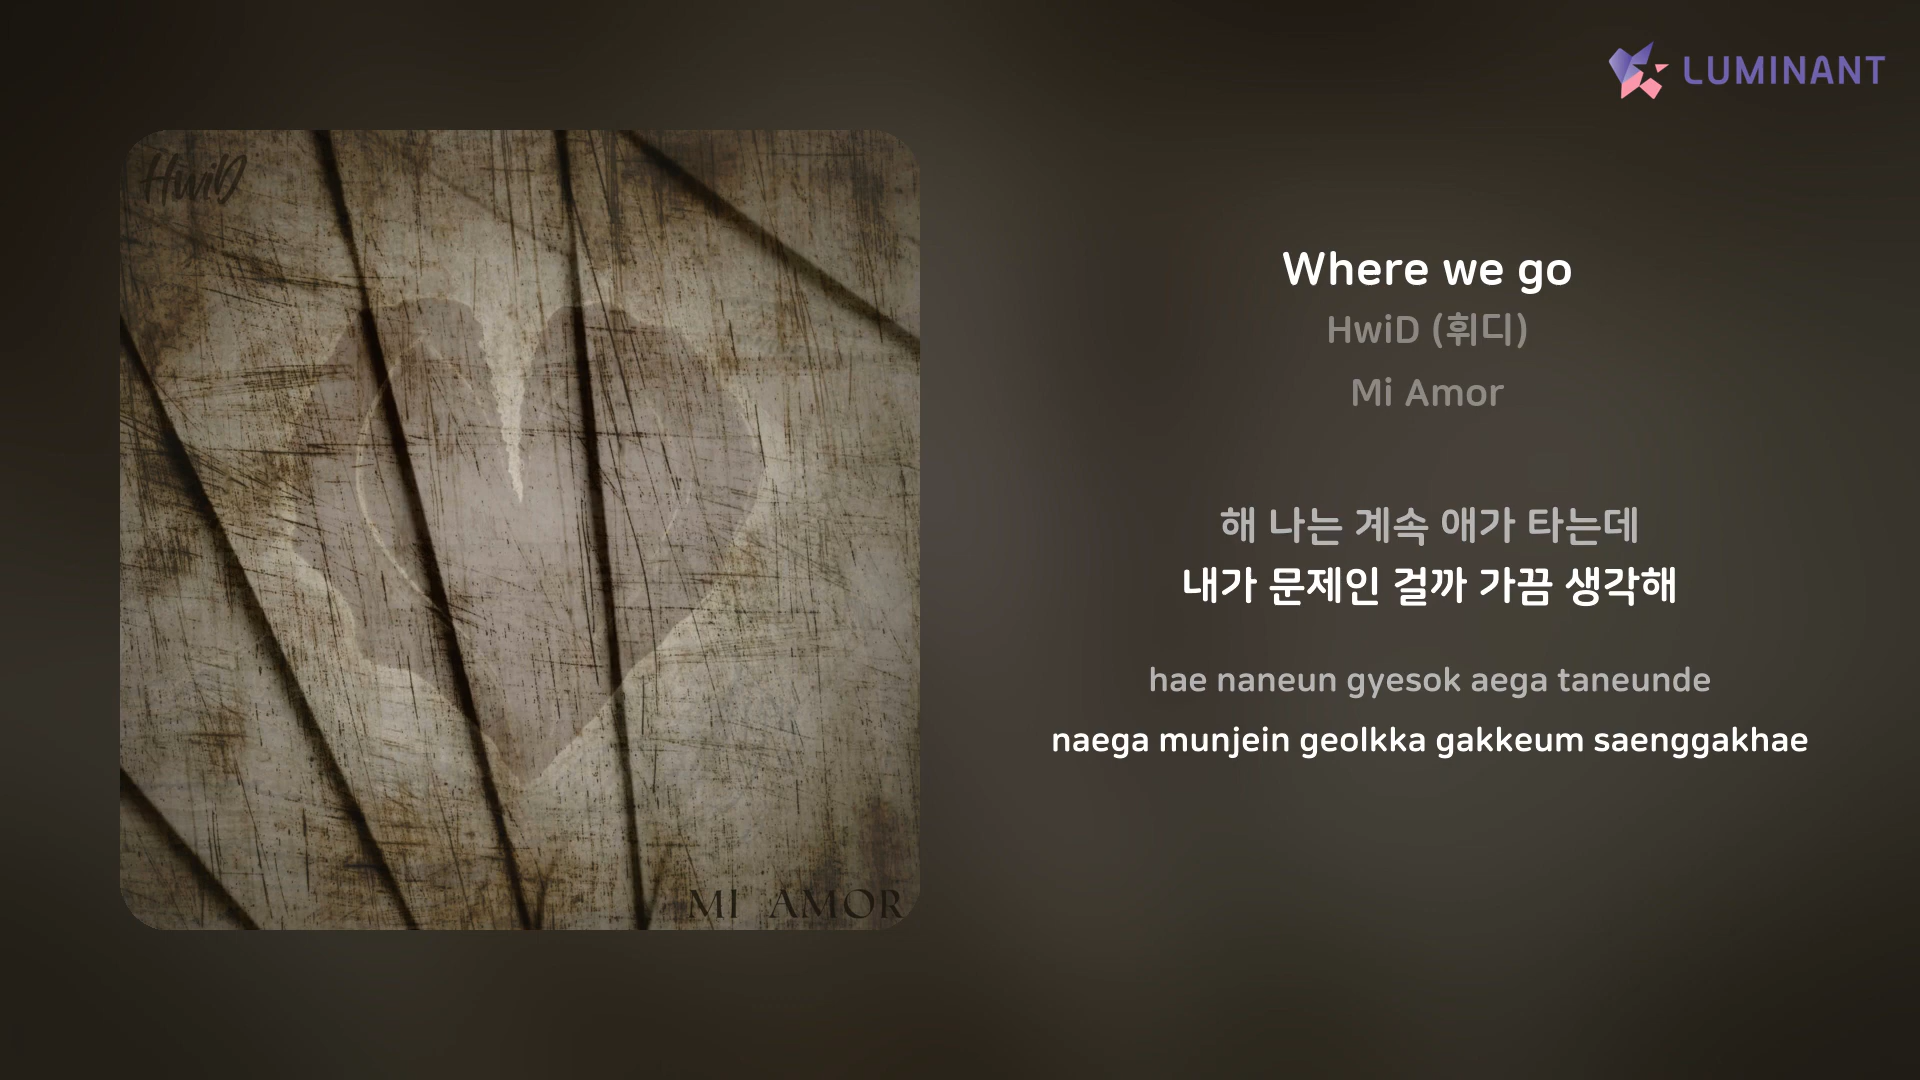 LUMINANT
HwiD
MI AMOR
Where we go
HwiD (휘디)
Mi Amor
해 나는 계속 애가 타는데
내가 문제인 걸까 가끔 생각해
hae naneun gyesok aega taneunde
naega munjein geolkka gakkeum saenggakhae